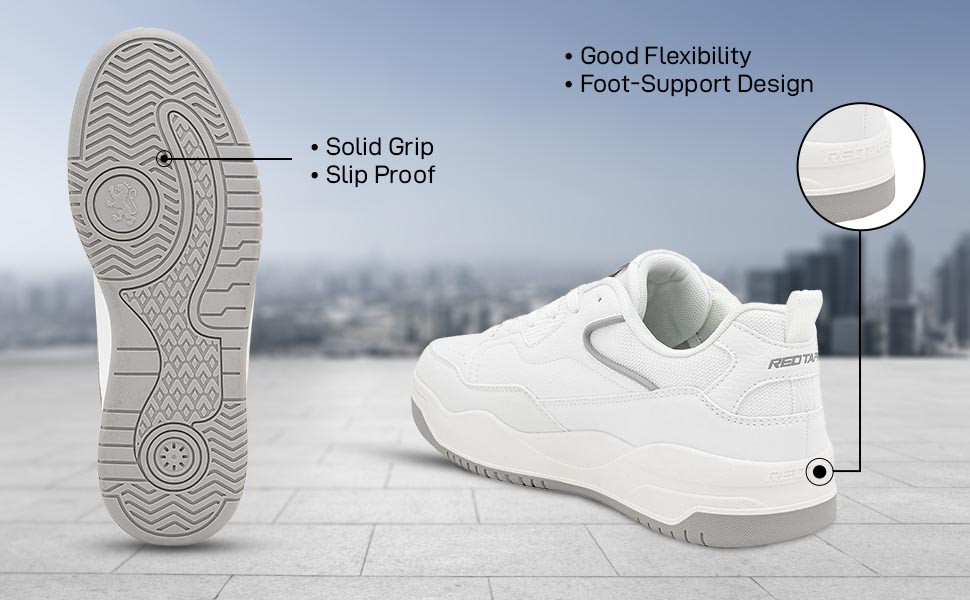 • Solid Grip
• Slip Proof
• Good Flexibility
• Foot-Support Design
REDTAPE